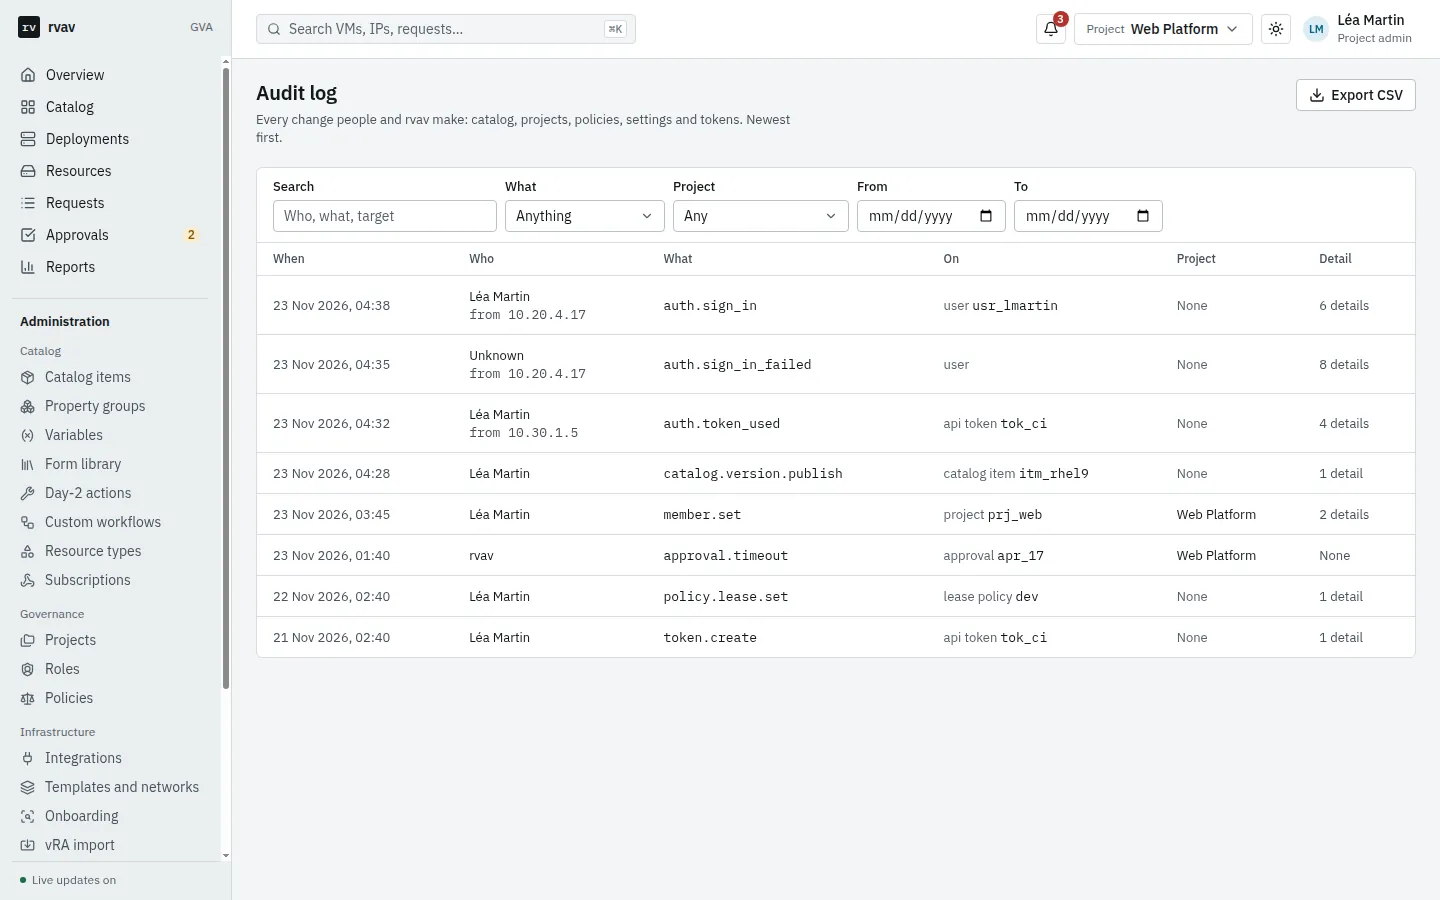 rv rvav GVA
Search VMs, IPs, requests... ⌘K
3
Project Web Platform
LM
Léa Martin
Project admin
Overview
Catalog
Deployments
Resources
Requests
Approvals 2
Reports
Administration
Catalog
Catalog items
Property groups
Variables
Form library
Day-2 actions
Custom workflows
Resource types
Subscriptions
Governance
Projects
Roles
Policies
Infrastructure
Integrations
Templates and networks
Onboarding
vRA import
Live updates on
Audit log
Every change people and rvav make: catalog, projects, policies, settings and tokens. Newest
first.
Export CSV
Search What Project From To
Who, what, target Anything Any mm/dd/yyyy mm/dd/yyyy
When Who What On Project Detail
23 Nov 2026, 04:38 Léa Martin from 10.20.4.17 auth.sign_in user usr_lmartin None 6 details
23 Nov 2026, 04:35 Unknown from 10.20.4.17 auth.sign_in_failed user None 8 details
23 Nov 2026, 04:32 Léa Martin from 10.30.1.5 auth.token_used api token tok_ci None 4 details
23 Nov 2026, 04:28 Léa Martin catalog.version.publish catalog item itm_rhel9 None 1 detail
23 Nov 2026, 03:45 Léa Martin member.set project prj_web Web Platform 2 details
23 Nov 2026, 01:40 rvav approval.timeout approval apr_17 Web Platform None
22 Nov 2026, 02:40 Léa Martin policy.lease.set lease policy dev None 1 detail
21 Nov 2026, 02:40 Léa Martin token.create api token tok_ci None 1 detail